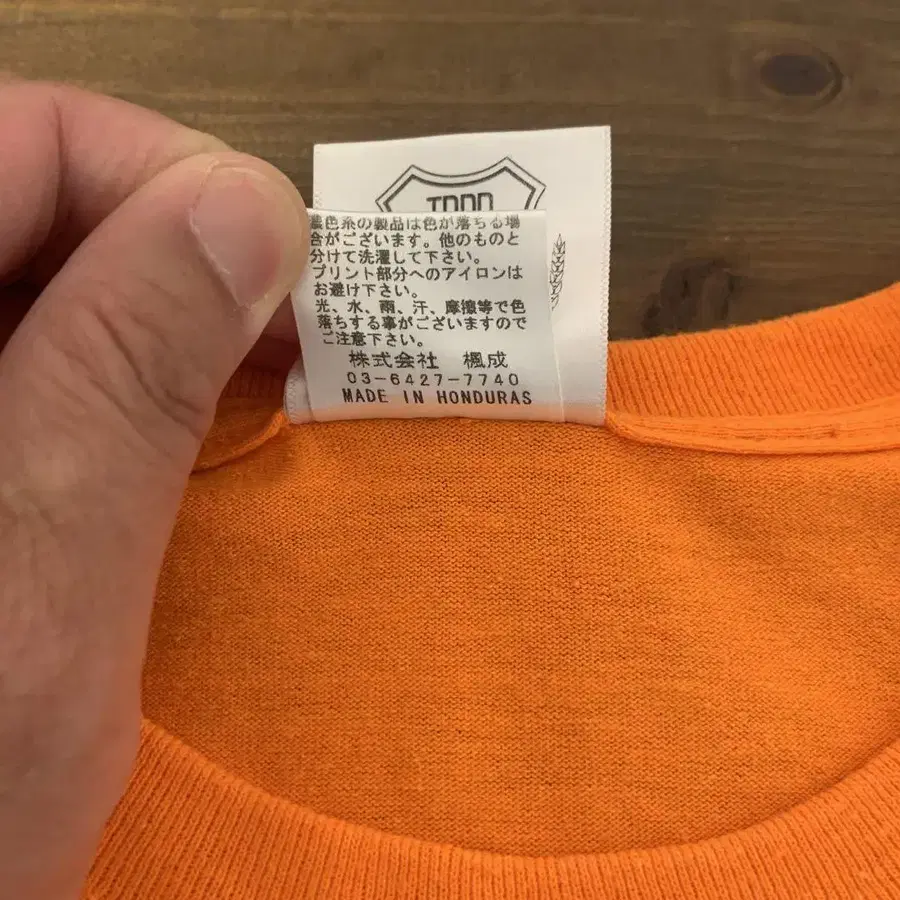 濃色系の製品は色が落ちる場
合がございます。他のものと
分けて洗濯して下さい。
プリント部分へのアイロンは
お避け下さい。
光、水、雨、汗、摩擦等で色
落ちする事がございますので
ご注意下さい。
株式会社 楓成
03-6427-7740
MADE IN HONDURAS